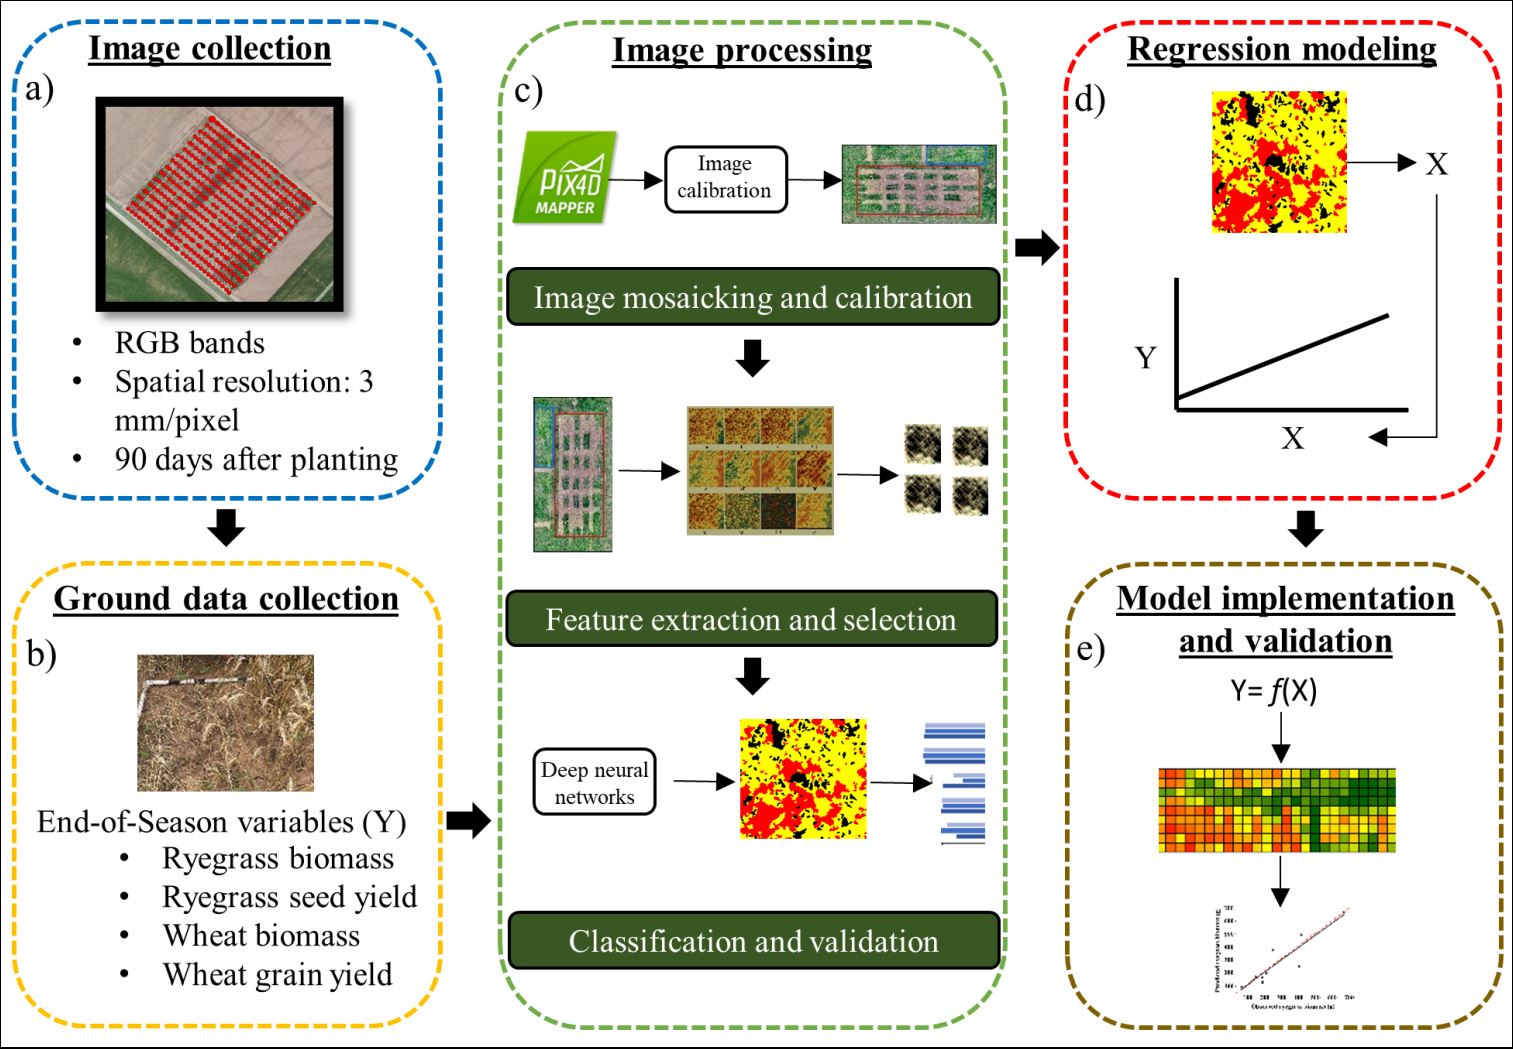 Image collection
a)
RGB bands
Spatial resolution: 3
mm/pixel
90 days after planting
Ground data collection
b)
End-of-Season variables (Y)
Ryegrass biomass
Ryegrass seed yield
Wheat biomass
Wheat grain yield
Image processing
c)
PIX4D
MAPPER
Image
calibration
Image mosaicking and calibration
Feature extraction and selection
Deep neural
networks
Classification and validation
Regression modeling
d)
X
Y
X
Model implementation
and validation
e)
Y= f(X)